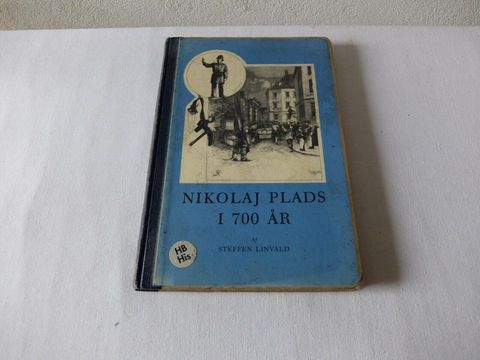 NIKOLAJ PLADS
I 700 ÅR
AF
STEFFEN LINVALD
HB
His